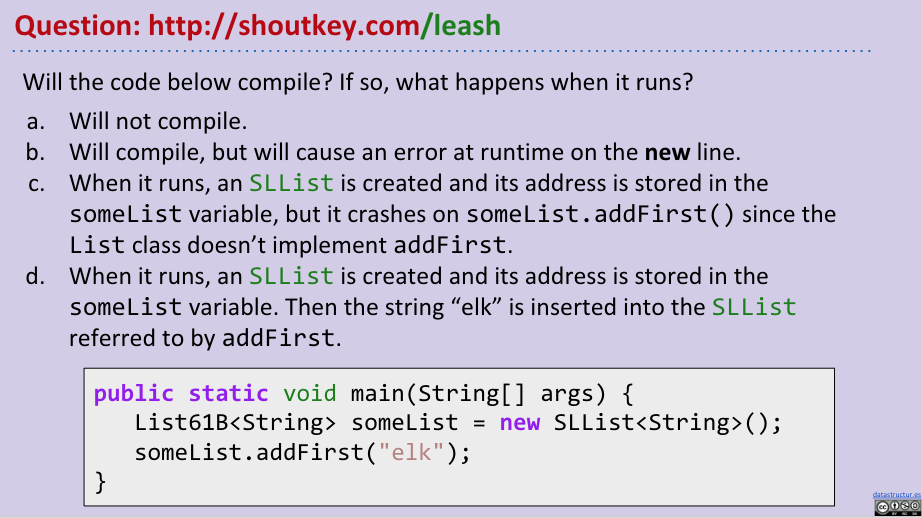 Question: http://shoutkey.com/leash
Will the code below compile? If so, what happens when it runs?
a. Will not compile.
b. Will compile, but will cause an error at runtime on the new line.
c. When it runs, an SLList is created and its address is stored in the
someList variable, but it crashes on someList.addFirst() since the
List class doesn’t implement addFirst.
d. When it runs, an SLList is created and its address is stored in the
someList variable. Then the string “elk” is inserted into the SLList
referred to by addFirst.
public static void main(String[] args) {
List61B<String> someList = new SLList<String>();
someList.addFirst("elk");
}
datastructur.es